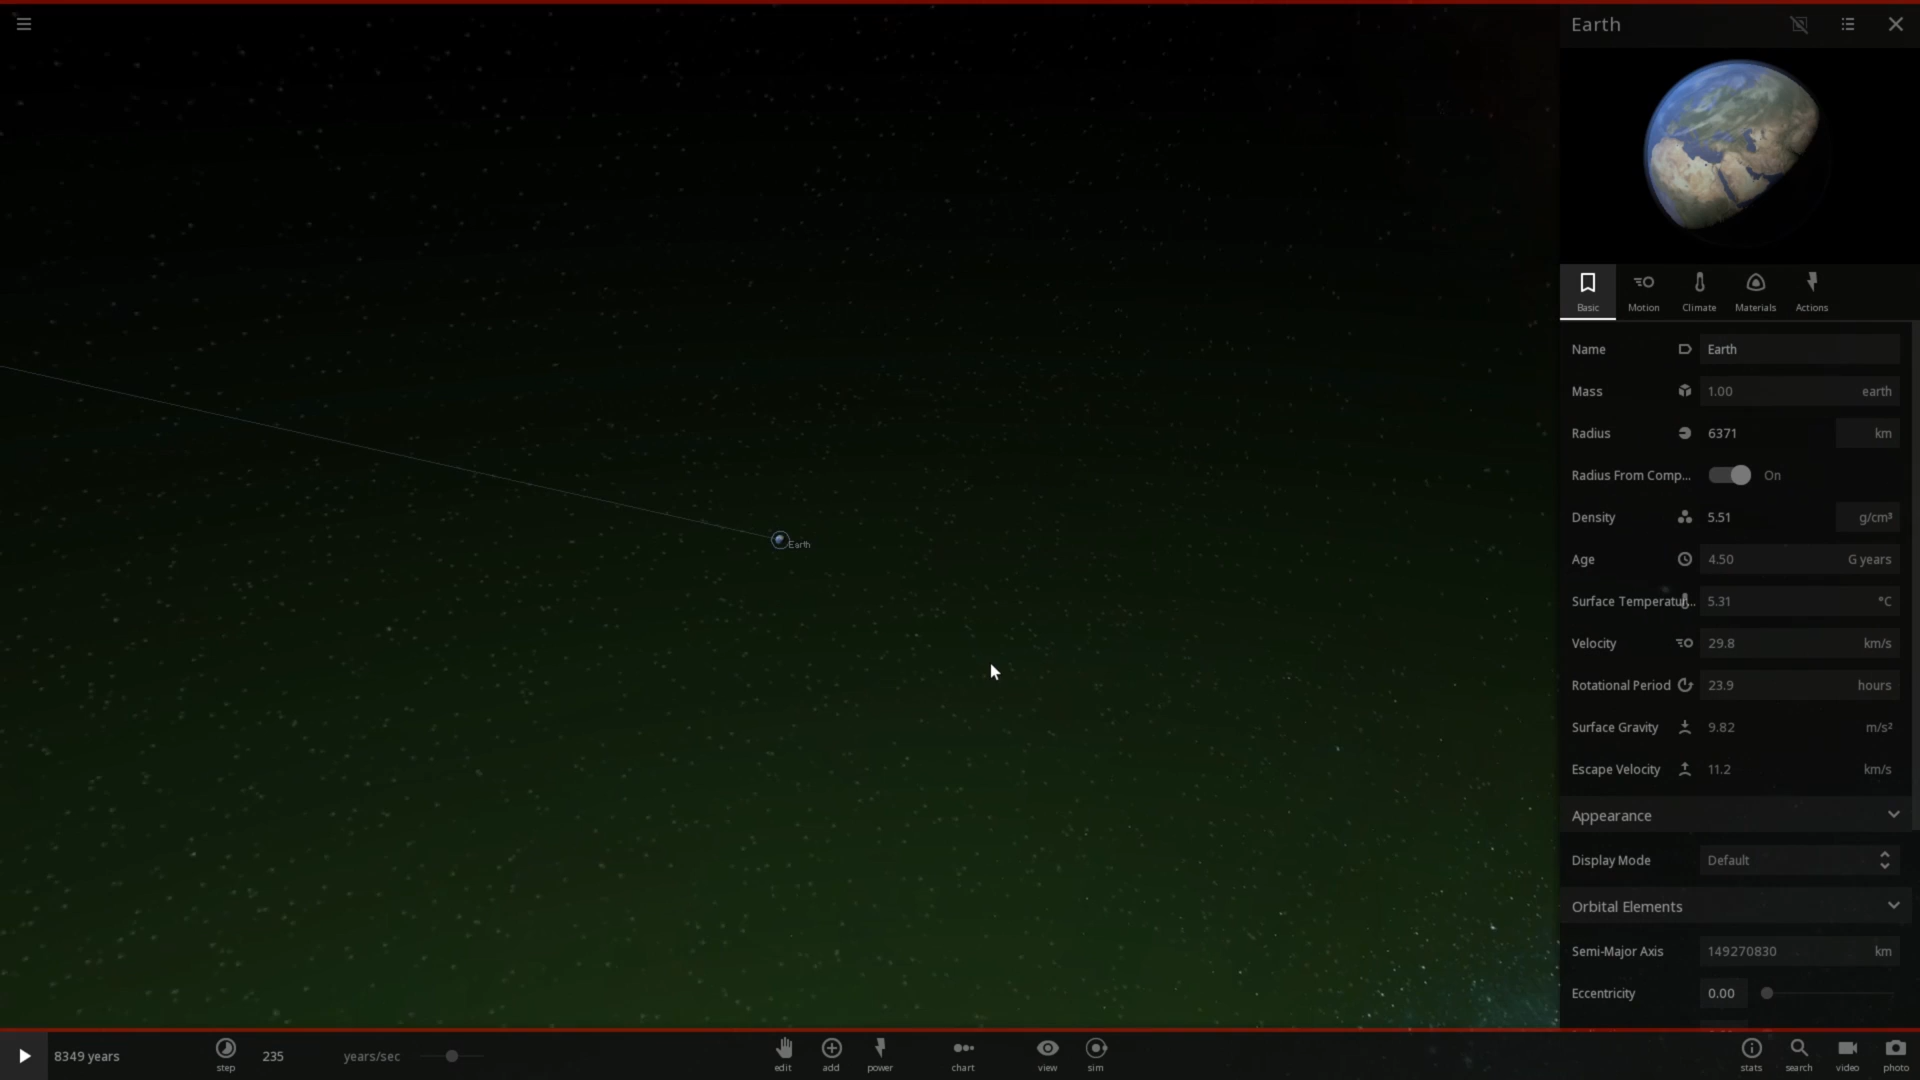 Earth
Basic
Motion
Climate
Materials
Actions
Name Earth
Mass 1.00 earth
Radius 6371 km
Radius From Comp... On
Density 5.51 g/cm³
Age 4.50 G years
Surface Temperatur... 5.31 °C
Velocity 29.8 km/s
Rotational Period 23.9 hours
Surface Gravity 9.82 m/s²
Escape Velocity 11.2 km/s
Appearance
Display Mode Default
Orbital Elements
Semi-Major Axis 149270830 km
Eccentricity 0.00
Earth
8349 years
step
235 years/sec
edit
add
power
chart
view
sim
stats
search
video
photo